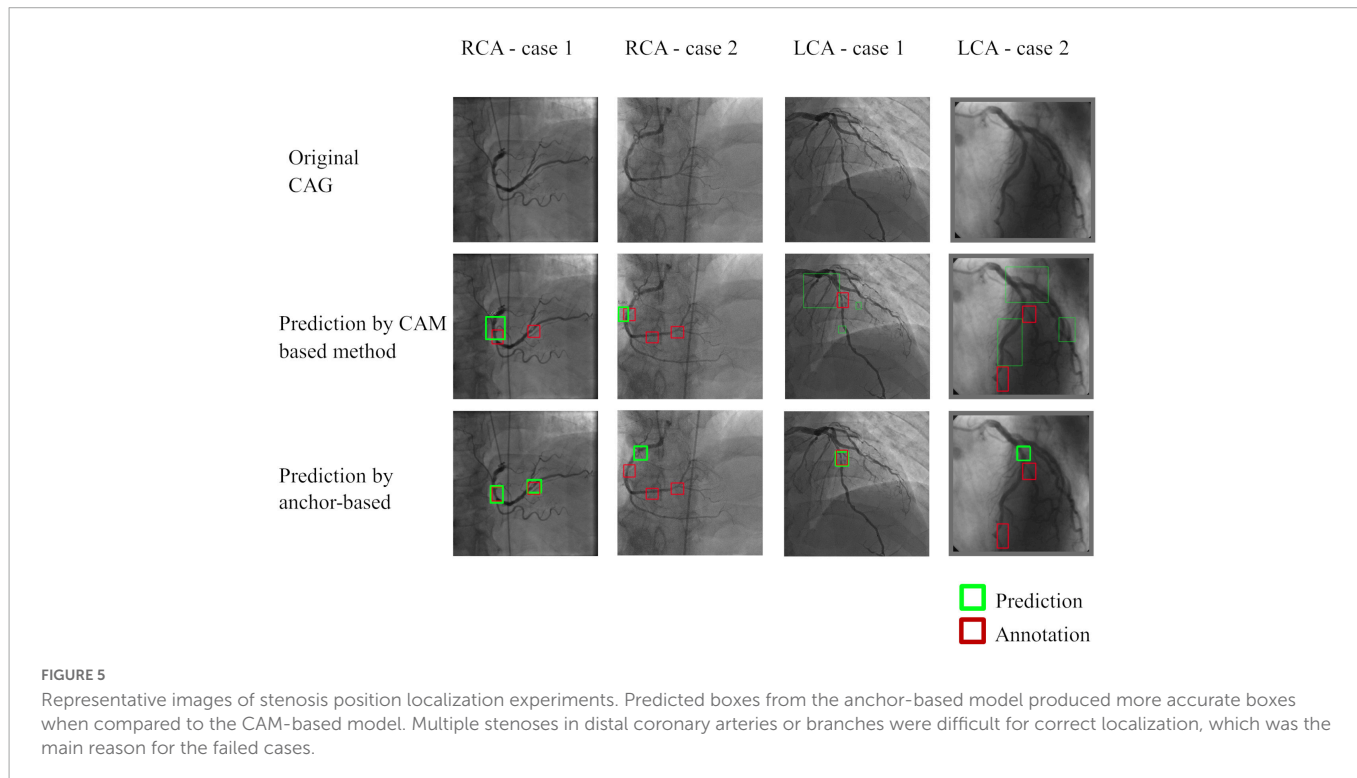 RCA - case 1
RCA - case 2
LCA - case 1
LCA - case 2
Original
CAG
Prediction by CAM
based method
Prediction by
anchor-based
Prediction
Annotation
FIGURE 5
Representative images of stenosis position localization experiments. Predicted boxes from the anchor-based model produced more accurate boxes
when compared to the CAM-based model. Multiple stenoses in distal coronary arteries or branches were difficult for correct localization, which was the
main reason for the failed cases.